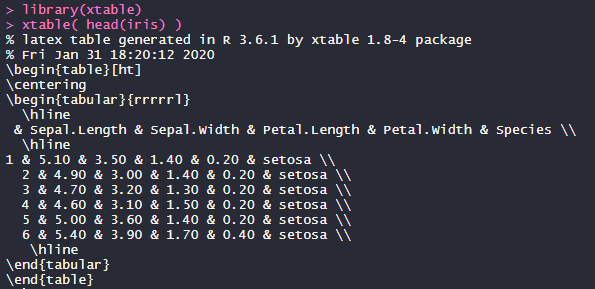 > library(xtable)
> xtable( head(iris) )
% latex table generated in R 3.6.1 by xtable 1.8-4 package
% Fri Jan 31 18:20:12 2020
\begin{table}[ht]
\centering
\begin{tabular}{rrrrrl}
  \hline
 & Sepal.Length & Sepal.Width & Petal.Length & Petal.Width & Species \\
  \hline
1 & 5.10 & 3.50 & 1.40 & 0.20 & setosa \\
  2 & 4.90 & 3.00 & 1.40 & 0.20 & setosa \\
  3 & 4.70 & 3.20 & 1.30 & 0.20 & setosa \\
  4 & 4.60 & 3.10 & 1.50 & 0.20 & setosa \\
  5 & 5.00 & 3.60 & 1.40 & 0.20 & setosa \\
  6 & 5.40 & 3.90 & 1.70 & 0.40 & setosa \\
   \hline
\end{tabular}
\end{table}